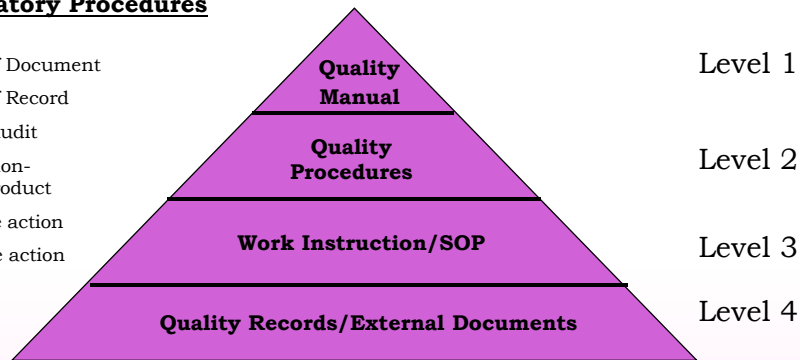 atory Procedures
f Document
f Record
udit
on-
roduct
e action
e action
Quality
Manual
Quality
Procedures
Work Instruction/SOP
Quality Records/External Documents
Level 1
Level 2
Level 3
Level 4